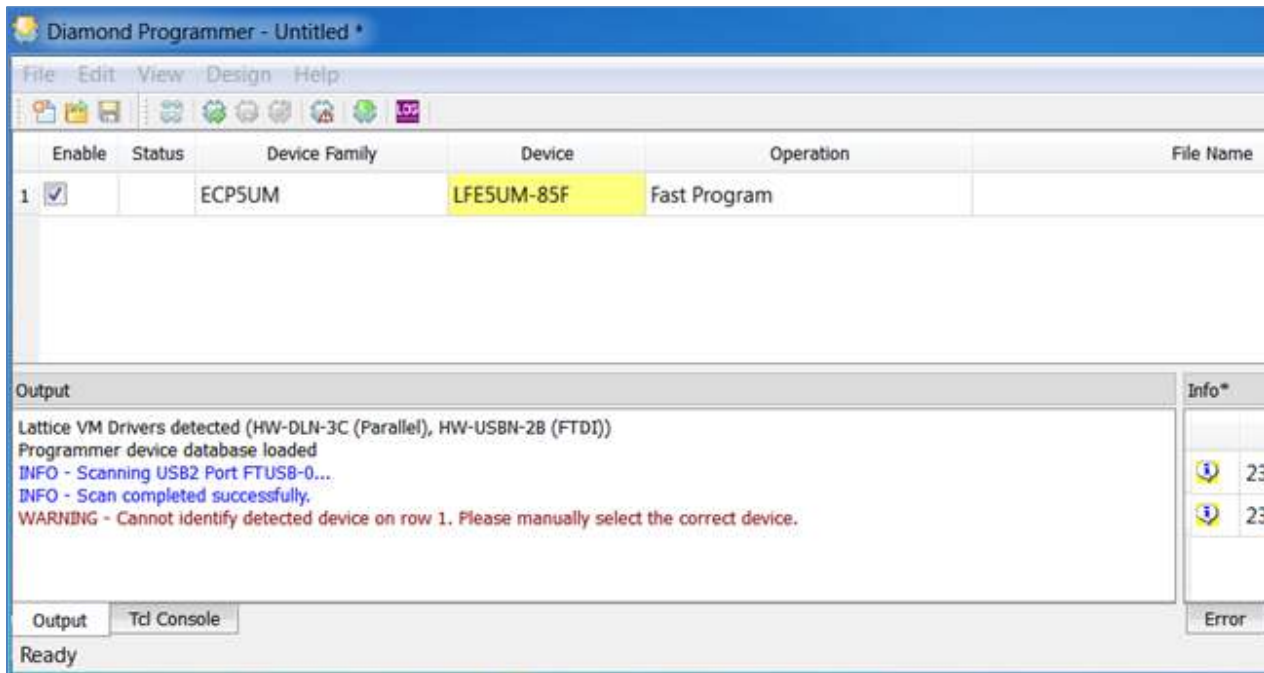 Diamond Programmer - Untitled *
File Edit View Design Help
LOG
Enable Status Device Family Device Operation File Name
1 ECP5UM LFE5UM-85F Fast Program
Output Info*
Lattice VM Drivers detected (HW-DLN-3C (Parallel), HW-USBN-2B (FTDI))
Programmer device database loaded
INFO - Scanning USB2 Port FTUSB-0...
INFO - Scan completed successfully.
WARNING - Cannot identify detected device on row 1. Please manually select the correct device.
23
23
Output Tcl Console Error
Ready